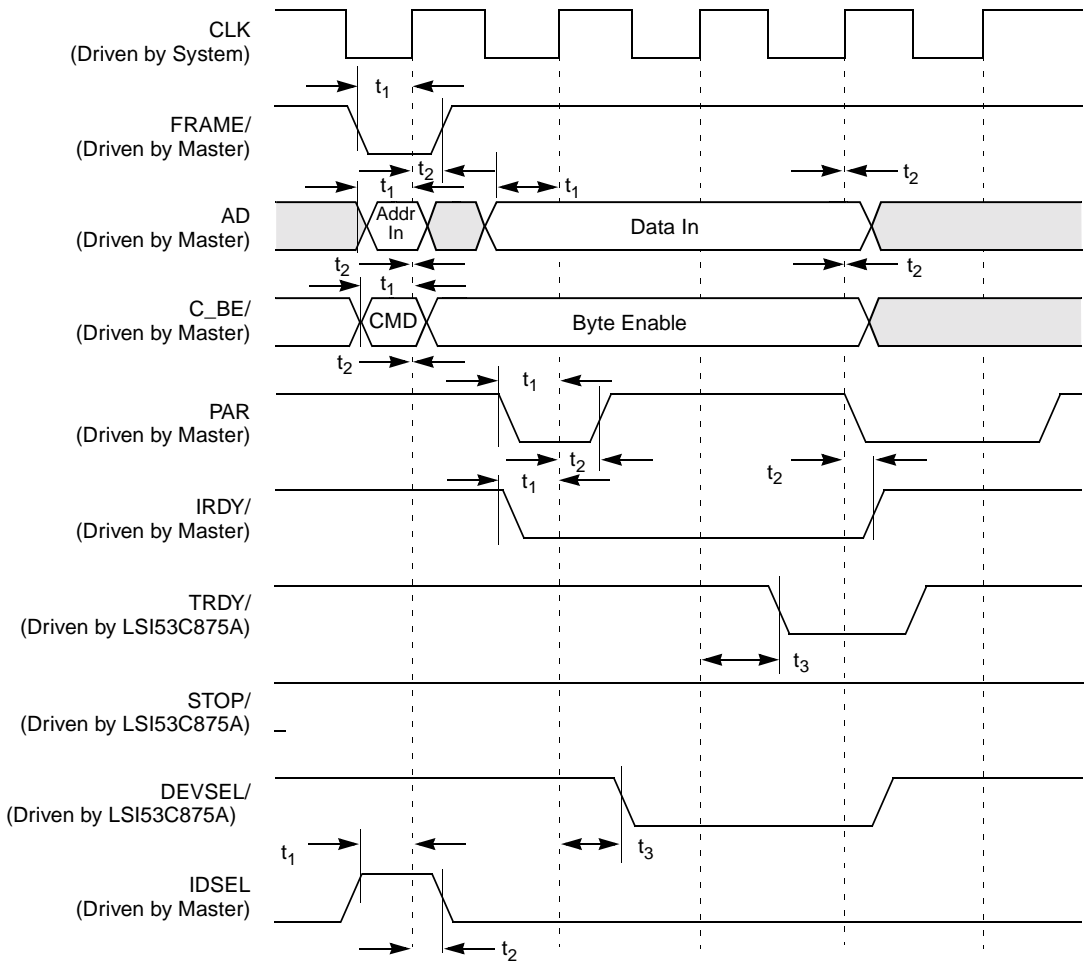 CLK
(Driven by System)
t1
FRAME/
(Driven by Master)
t2
t1
t1
t2
AD
(Driven by Master)
Addr
In
Data In
t2
t1
t2
C_BE/
(Driven by Master)
CMD
Byte Enable
t2
t1
PAR
(Driven by Master)
t2
t2
t1
IRDY/
(Driven by Master)
TRDY/
(Driven by LSI53C875A)
t3
STOP/
(Driven by LSI53C875A)
DEVSEL/
(Driven by LSI53C875A)
t1
t3
IDSEL
(Driven by Master)
t2